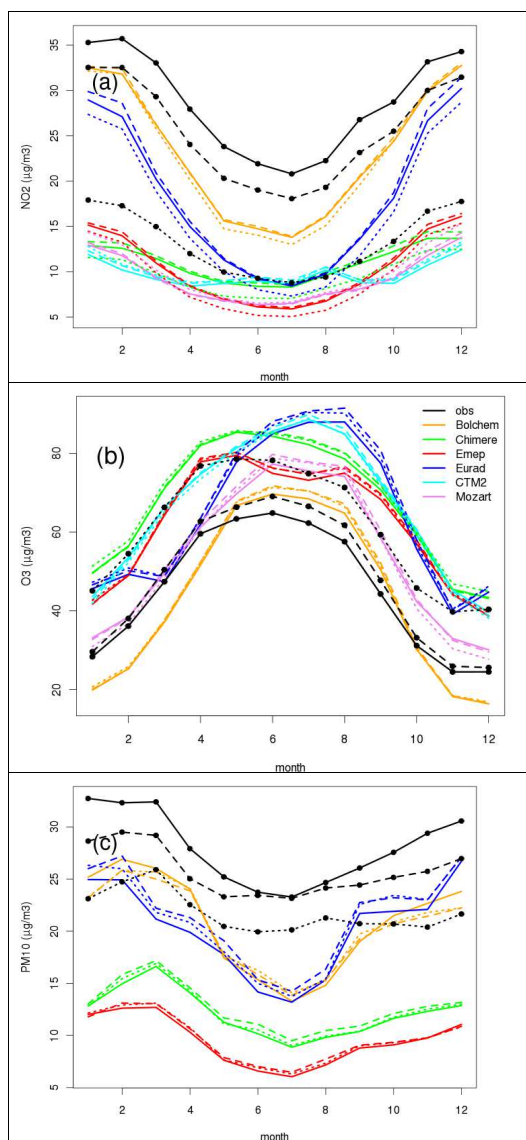 35
30
25
20
15
10
5
NO2 (µg/m3)
(a)
2 4 6 8 10 12
month
80
60
40
20
O3 (µg/m3)
(b)
obs
Bolchem
Chimere
Emep
Eurad
CTM2
Mozart
2 4 6 8 10 12
month
30
25
20
15
10
5
PM10 (µg/m3)
(c)
2 4 6 8 10 12
month